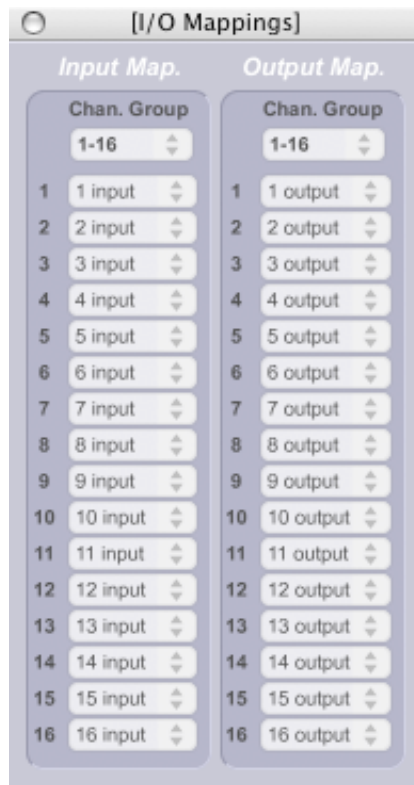 [I/O Mappings]
Input Map. Output Map.
Chan. Group Chan. Group
1-16 1-16
1 1 input 1 1 output
2 2 input 2 2 output
3 3 input 3 3 output
4 4 input 4 4 output
5 5 input 5 5 output
6 6 input 6 6 output
7 7 input 7 7 output
8 8 input 8 8 output
9 9 input 9 9 output
10 10 input 10 10 output
11 11 input 11 11 output
12 12 input 12 12 output
13 13 input 13 13 output
14 14 input 14 14 output
15 15 input 15 15 output
16 16 input 16 16 output